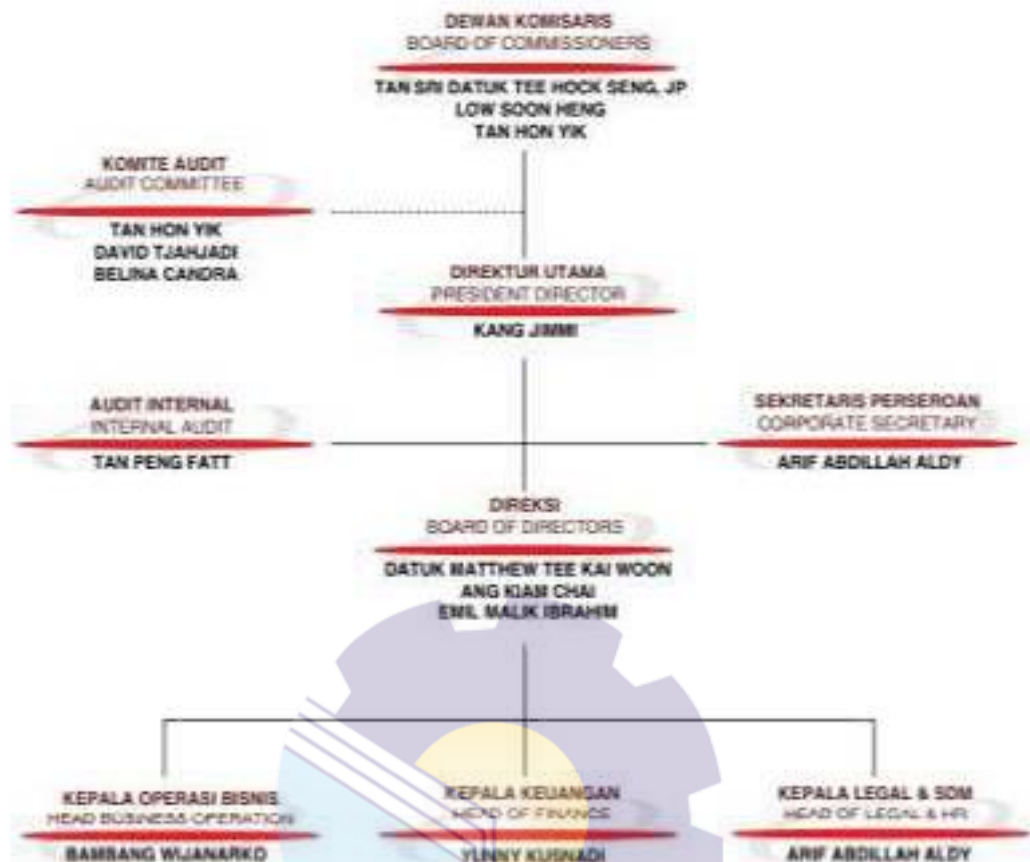 DEWAN KOMISARIS
BOARD OF COMMISSIONERS
TAN SRI DATUK TEE HOCK SENG, JP
LOW SOON HENG
TAN HON YIK
KOMITE AUDIT
AUDIT COMMITTEE
TAN HON YIK
DAVID TJAHJADI
BELINA CANDRA
DIREKTUR UTAMA
PRESIDENT DIRECTOR
KANG JIMMI
AUDIT INTERNAL
INTERNAL AUDIT
TAN PENG FATT
SEKRETARIS PERSEROAN
CORPORATE SECRETARY
ARIF ABDILLAH ALDY
DIREKSI
BOARD OF DIRECTORS
DATUK MATTHEW TEE KAI WOON
ANG KIAM CHAI
EMIL MALIK IBRAHIM
KEPALA OPERASI BISNIS
HEAD BUSINESS OPERATION
BAMBANG WIJANARKO
KEPALA KEUANGAN
HEAD OF FINANCE
YUNNY KUSNADI
KEPALA LEGAL & SDM
HEAD OF LEGAL & HR
ARIF ABDILLAH ALDY